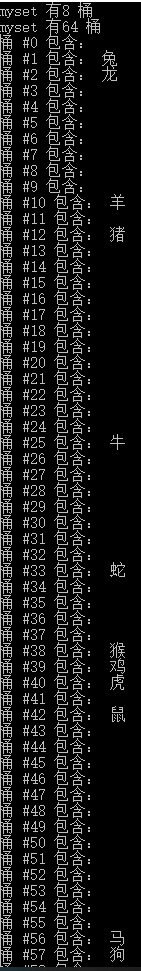 myset 有8 桶
myset 有64 桶
桶 #0 包含：
桶 #1 包含： 兔
桶 #2 包含： 龙
桶 #3 包含：
桶 #4 包含：
桶 #5 包含：
桶 #6 包含：
桶 #7 包含：
桶 #8 包含：
桶 #9 包含：
桶 #10 包含： 羊
桶 #11 包含：
桶 #12 包含： 猪
桶 #13 包含：
桶 #14 包含：
桶 #15 包含：
桶 #16 包含：
桶 #17 包含：
桶 #18 包含：
桶 #19 包含：
桶 #20 包含：
桶 #21 包含：
桶 #22 包含：
桶 #23 包含：
桶 #24 包含：
桶 #25 包含： 牛
桶 #26 包含：
桶 #27 包含：
桶 #28 包含：
桶 #29 包含：
桶 #30 包含：
桶 #31 包含：
桶 #32 包含：
桶 #33 包含： 蛇
桶 #34 包含：
桶 #35 包含：
桶 #36 包含：
桶 #37 包含：
桶 #38 包含： 猴
桶 #39 包含： 鸡
桶 #40 包含： 虎
桶 #41 包含：
桶 #42 包含： 鼠
桶 #43 包含：
桶 #44 包含：
桶 #45 包含：
桶 #46 包含：
桶 #47 包含：
桶 #48 包含：
桶 #49 包含：
桶 #50 包含：
桶 #51 包含：
桶 #52 包含：
桶 #53 包含：
桶 #54 包含：
桶 #55 包含：
桶 #56 包含： 马
桶 #57 包含： 狗